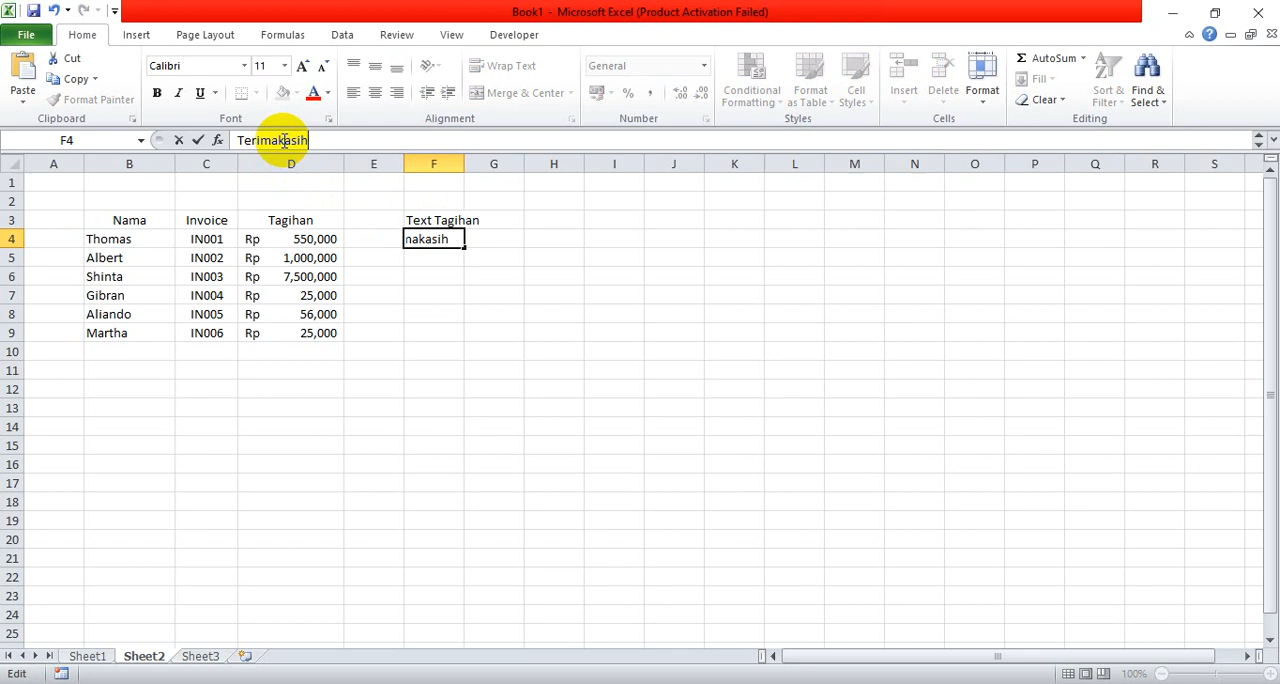 Book1 - Microsoft Excel (Product Activation Failed)
File Home Insert Page Layout Formulas Data Review View Developer
Paste Cut Copy Format Painter Clipboard
Calibri 11 B I U A Font
Wrap Text Merge & Center Alignment
General % , Number
Conditional Formatting Format as Table Cell Styles Styles
Insert Delete Format Cells
Σ AutoSum Fill Clear Sort & Filter Find & Select Editing
F4 fx Terimakasih
A B C D E F G H I J K L M N O P Q R S
1
2
3 Nama Invoice Tagihan Text Tagihan
4 Thomas IN001 Rp 550,000 makasih
5 Albert IN002 Rp 1,000,000
6 Shinta IN003 Rp 7,500,000
7 Gibran IN004 Rp 25,000
8 Aliando IN005 Rp 56,000
9 Martha IN006 Rp 25,000
10
11
12
13
14
15
16
17
18
19
20
21
22
23
24
25
Sheet1 Sheet2 Sheet3
Edit 100%